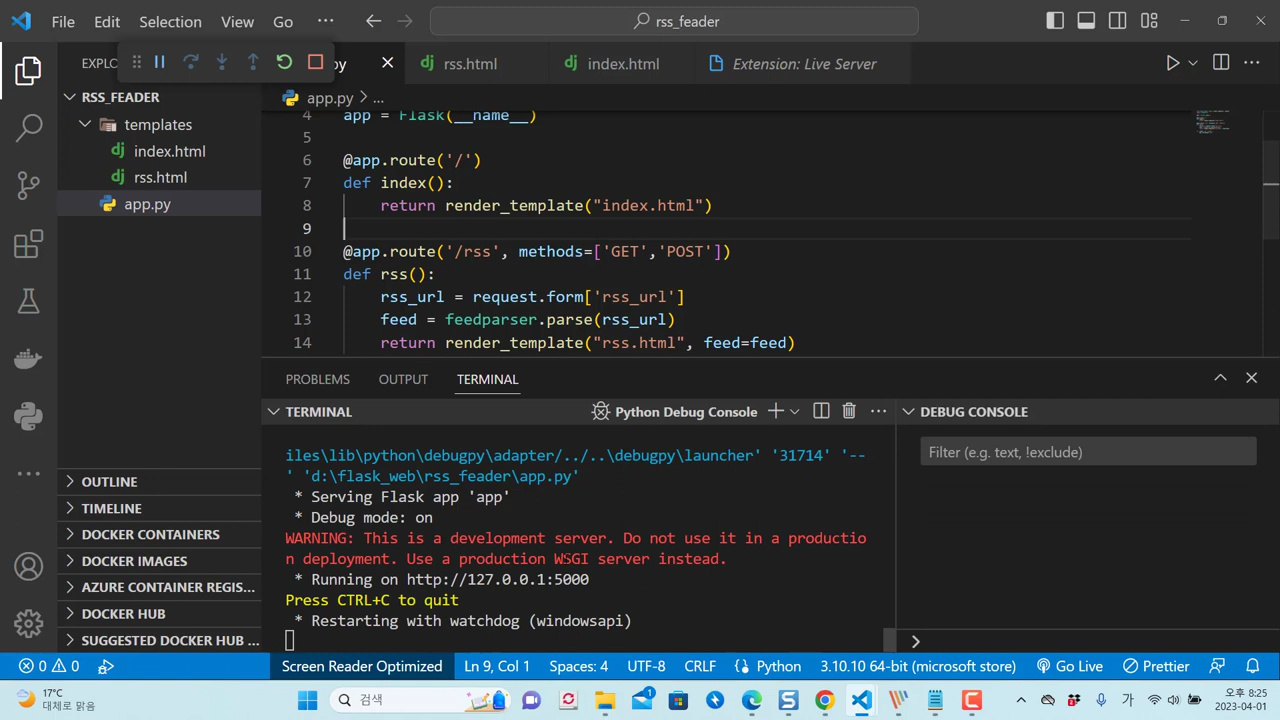 File Edit Selection View Go ··· rss_feader
EXPLO
py
rss.html
index.html
Extension: Live Server
RSS_FEADER
templates
index.html
rss.html
app.py
OUTLINE
TIMELINE
DOCKER CONTAINERS
DOCKER IMAGES
AZURE CONTAINER REGIS...
DOCKER HUB
SUGGESTED DOCKER HUB ...
app.py > ...
4 app = Flask(__name__)
5
6 @app.route('/')
7 def index():
8 return render_template("index.html")
9
10 @app.route('/rss', methods=['GET','POST'])
11 def rss():
12 rss_url = request.form['rss_url']
13 feed = feedparser.parse(rss_url)
14 return render_template("rss.html", feed=feed)
PROBLEMS OUTPUT TERMINAL
TERMINAL Python Debug Console
iles\lib\python\debugpy\adapter/../..\debugpy\launcher' '31714' '--
' 'd:\flask_web\rss_feader\app.py'
* Serving Flask app 'app'
* Debug mode: on
WARNING: This is a development server. Do not use it in a productio
n deployment. Use a production WSGI server instead.
* Running on http://127.0.0.1:5000
Press CTRL+C to quit
* Restarting with watchdog (windowsapi)
DEBUG CONSOLE
Filter (e.g. text, !exclude)
0 0 Screen Reader Optimized Ln 9, Col 1 Spaces: 4 UTF-8 CRLF Python 3.10.10 64-bit (microsoft store) Go Live Prettier
17°C
대체로 맑음
검색
1
가
오후 8:25
2023-04-01